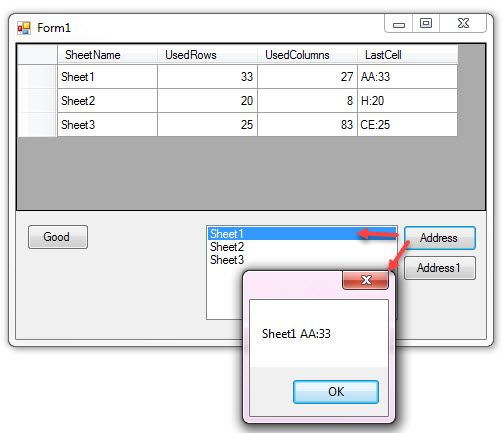 Form1
SheetName UsedRows UsedColumns LastCell
Sheet1 33 27 AA:33
Sheet2 20 8 H:20
Sheet3 25 83 CE:25
Good
Sheet1
Sheet2
Sheet3
Address
Address1
Sheet1 AA:33
OK